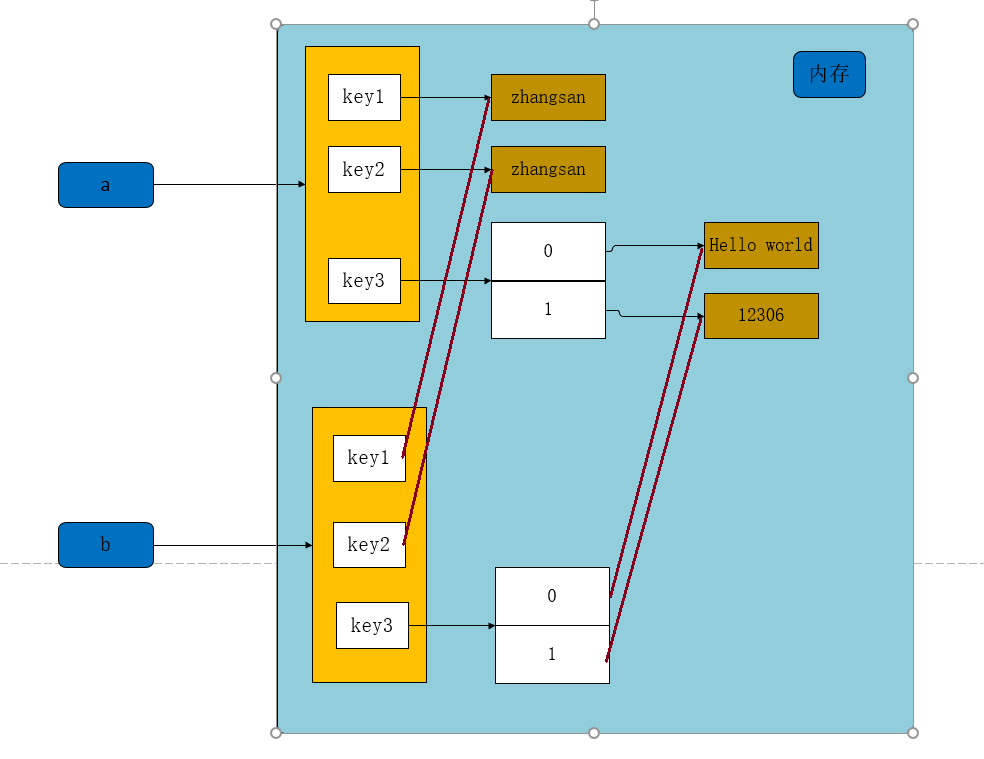 内存
key1
zhangsan
key2
zhangsan
a
0
Hello world
key3
1
12306
key1
b
key2
0
key3
1